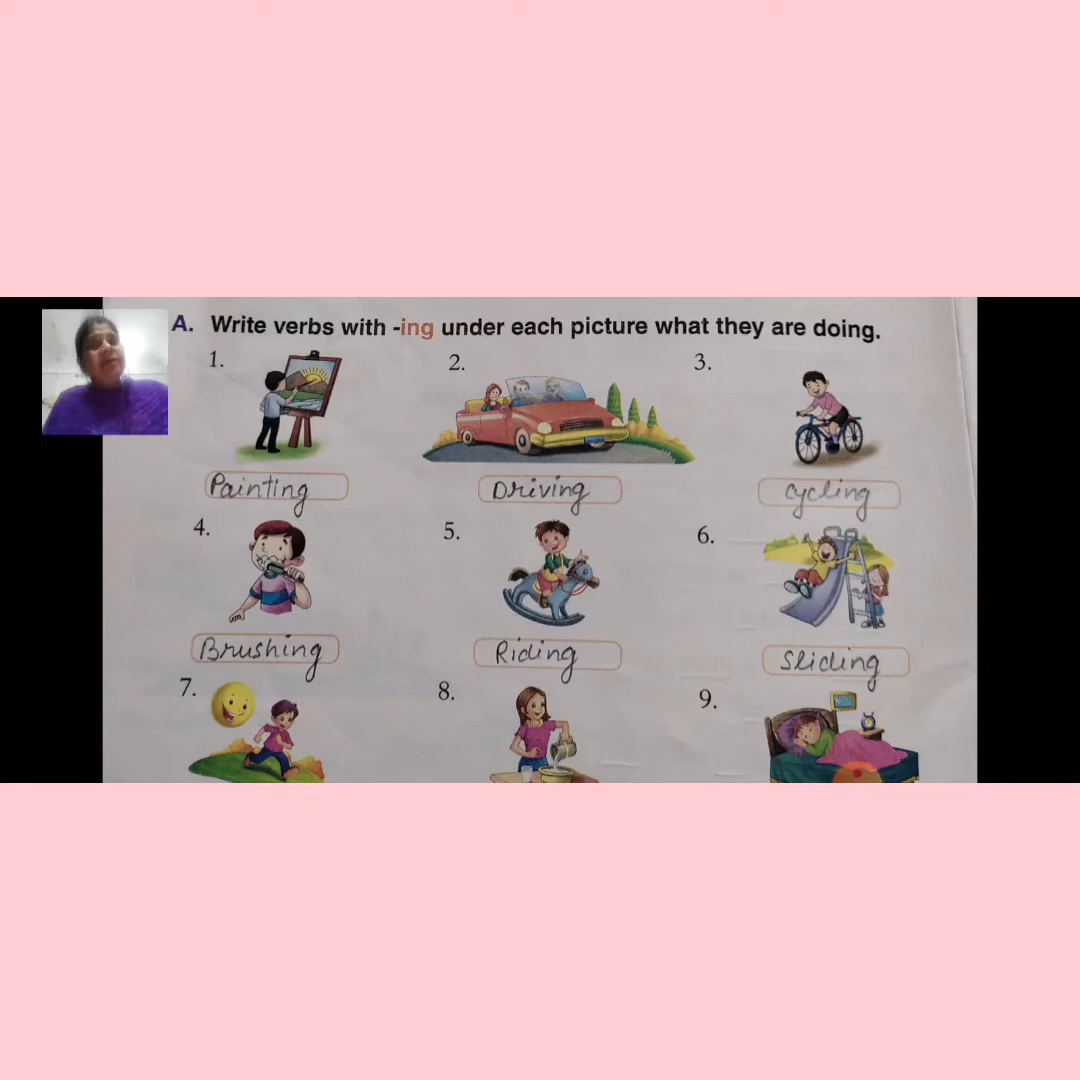 A. Write verbs with -ing under each picture what they are doing.
1. 2. 3.
Painting Driving cycling
4. 5. 6.
Brushing Riding Sliding
7. 8. 9.